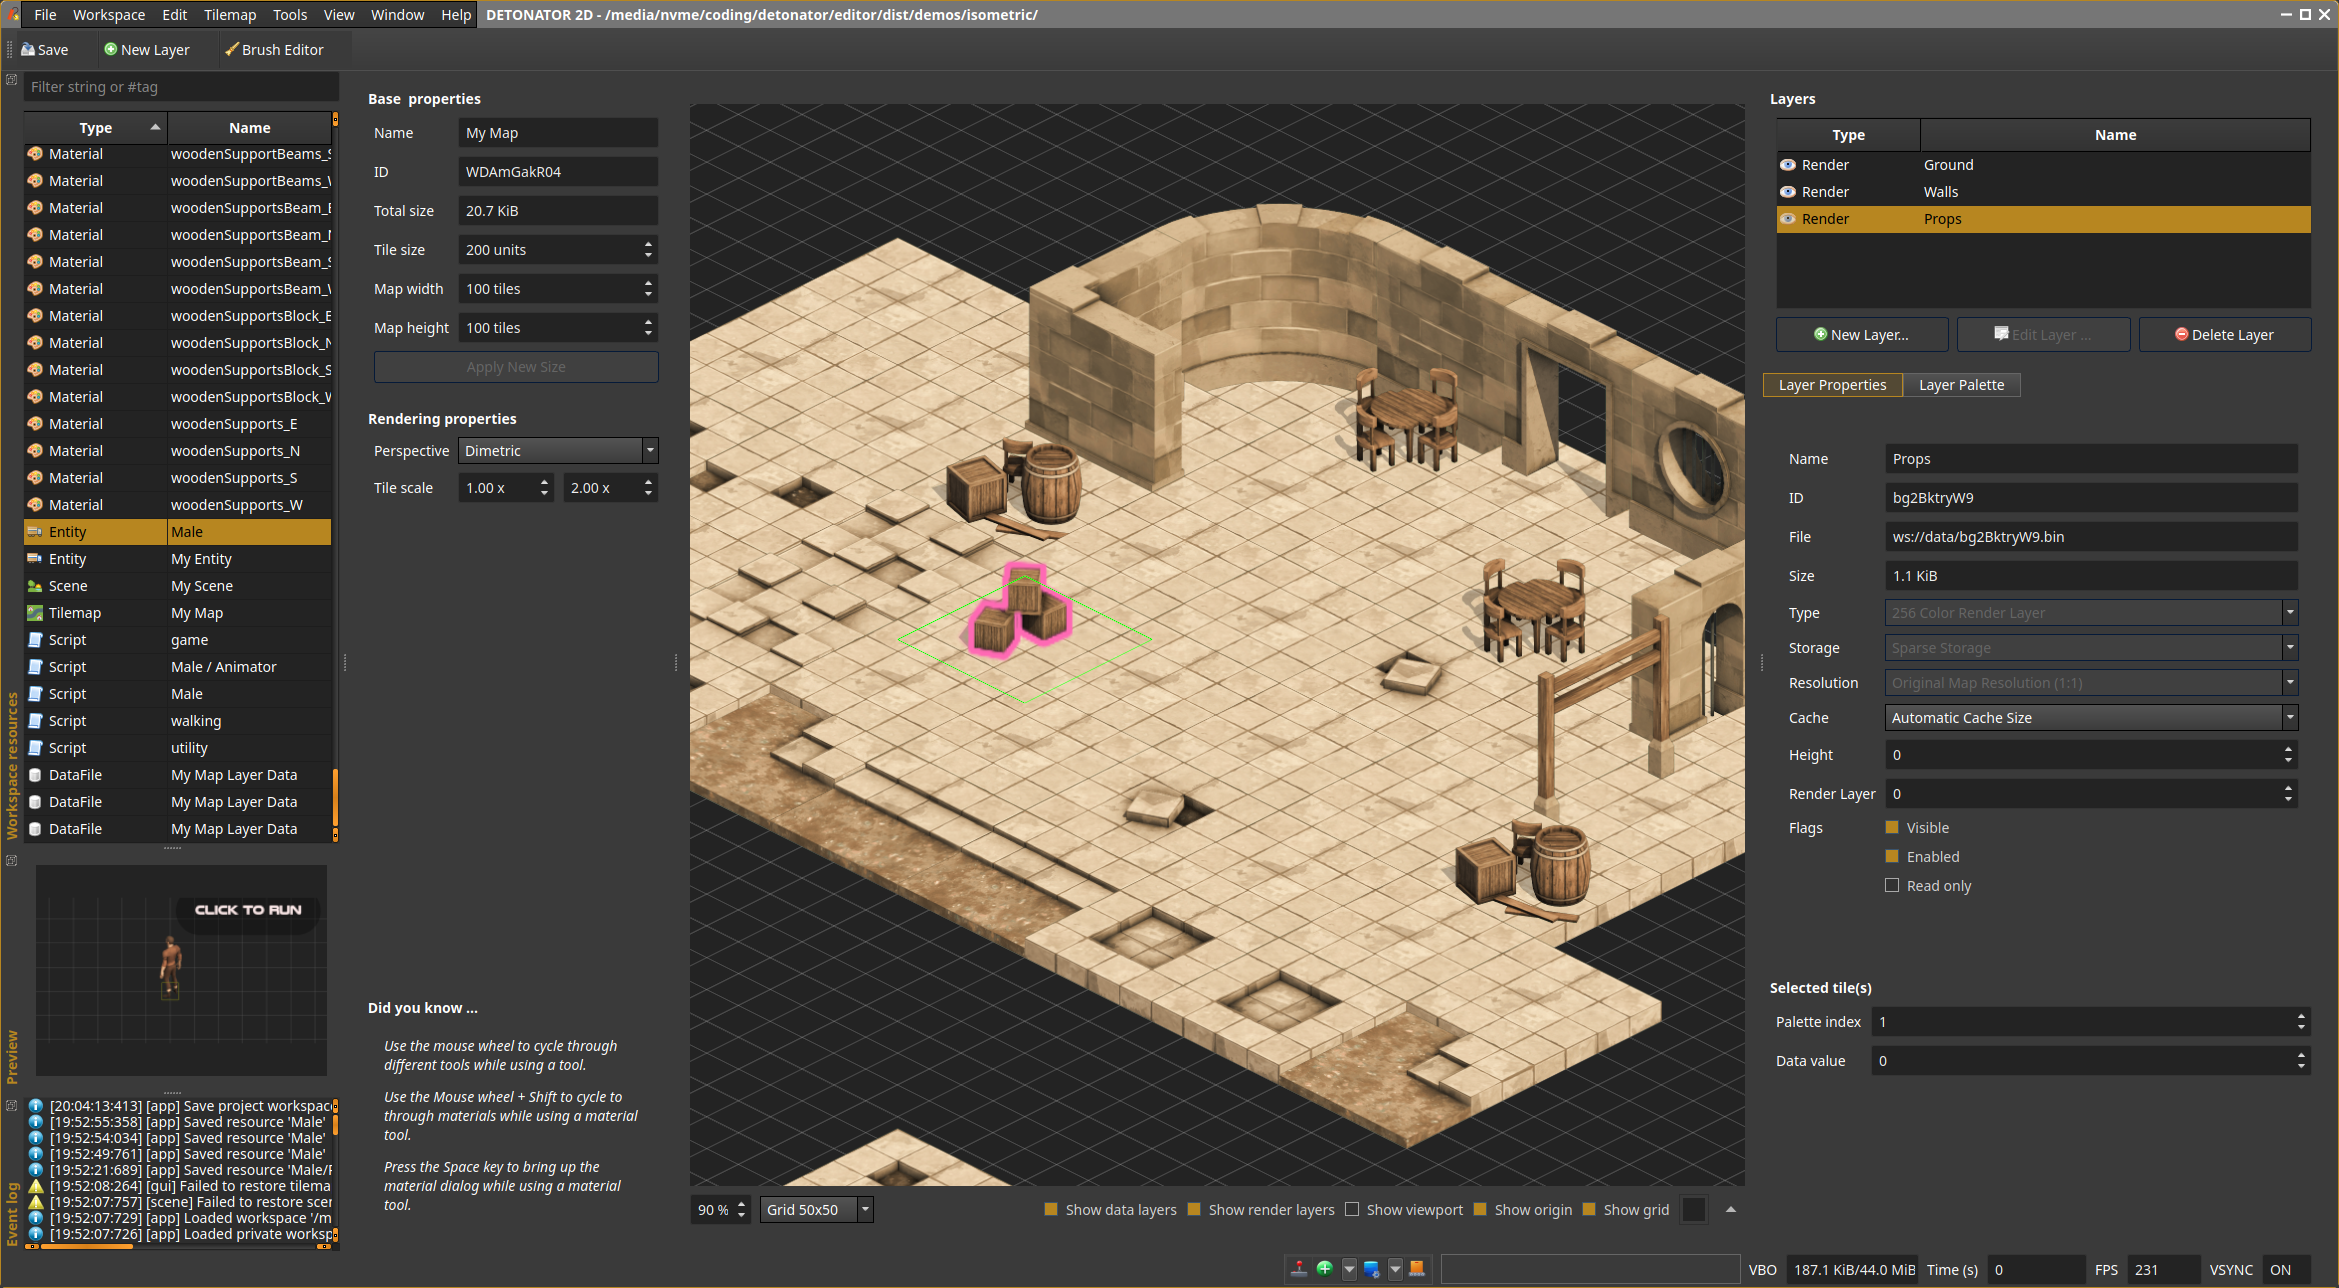 File Workspace Edit Tilemap Tools View Window Help DETONATOR 2D - /media/nvme/coding/detonator/editor/dist/demos/isometric/
Save New Layer Brush Editor
Filter string or #tag
Type Name
Material woodenSupportBeams_S
Material woodenSupportBeams_W
Material woodenSupportsBeam_E
Material woodenSupportsBeam_N
Material woodenSupportsBeam_S
Material woodenSupportsBeam_W
Material woodenSupportsBlock_E
Material woodenSupportsBlock_N
Material woodenSupportsBlock_S
Material woodenSupportsBlock_W
Material woodenSupports_E
Material woodenSupports_N
Material woodenSupports_S
Material woodenSupports_W
Entity Male
Entity My Entity
Scene My Scene
Tilemap My Map
Script game
Script Male / Animator
Script Male
Script walking
Script utility
DataFile My Map Layer Data
DataFile My Map Layer Data
DataFile My Map Layer Data
Workspace resources
CLICK TO RUN
Preview
[20:04:13:413] [app] Save project workspac
[19:52:55:358] [app] Saved resource 'Male'
[19:52:54:034] [app] Saved resource 'Male'
[19:52:49:761] [app] Saved resource 'Male'
[19:52:21:689] [app] Saved resource 'Male/
[19:52:08:264] [gui] Failed to restore tilema
[19:52:07:757] [scene] Failed to restore scer
[19:52:07:729] [app] Loaded workspace '/m
[19:52:07:726] [app] Loaded private worksp
Event log
Base properties
Name My Map
ID WDAmGakR04
Total size 20.7 KiB
Tile size 200 units
Map width 100 tiles
Map height 100 tiles
Apply New Size
Rendering properties
Perspective Dimetric
Tile scale 1.00 x 2.00 x
Did you know ...
Use the mouse wheel to cycle through
different tools while using a tool.
Use the Mouse wheel + Shift to cycle to
through materials while using a material
tool.
Press the Space key to bring up the
material dialog while using a material
tool.
90 % Grid 50x50 Show data layers Show render layers Show viewport Show origin Show grid
Layers
Type Name
Render Ground
Render Walls
Render Props
New Layer... Edit Layer ... Delete Layer
Layer Properties Layer Palette
Name Props
ID bg2BktryW9
File ws://data/bg2BktryW9.bin
Size 1.1 KiB
Type 256 Color Render Layer
Storage Sparse Storage
Resolution Original Map Resolution (1:1)
Cache Automatic Cache Size
Height 0
Render Layer 0
Flags Visible
Enabled
Read only
Selected tile(s)
Palette index 1
Data value 0
VBO 187.1 KiB/44.0 MiB Time (s) 0 FPS 231 VSYNC ON